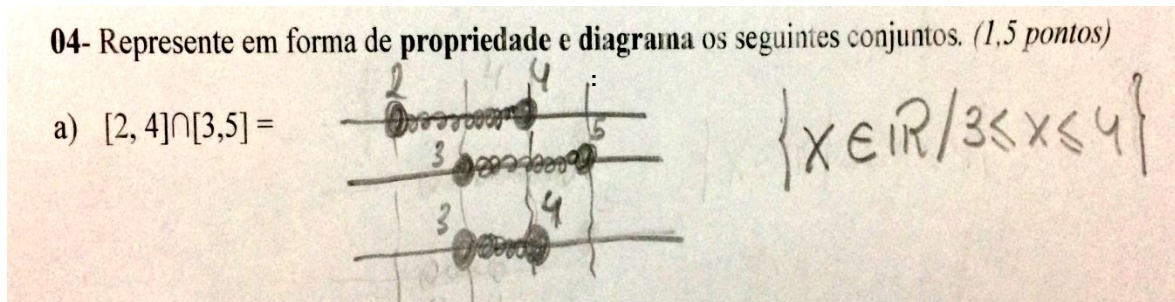 04- Represente em forma de propriedade e diagrama os seguintes conjuntos. (1,5 pontos)
2 4 :
a) [2, 4]∩[3,5] =
{x ∈ IR/3≤x≤4}
3 5
3 4